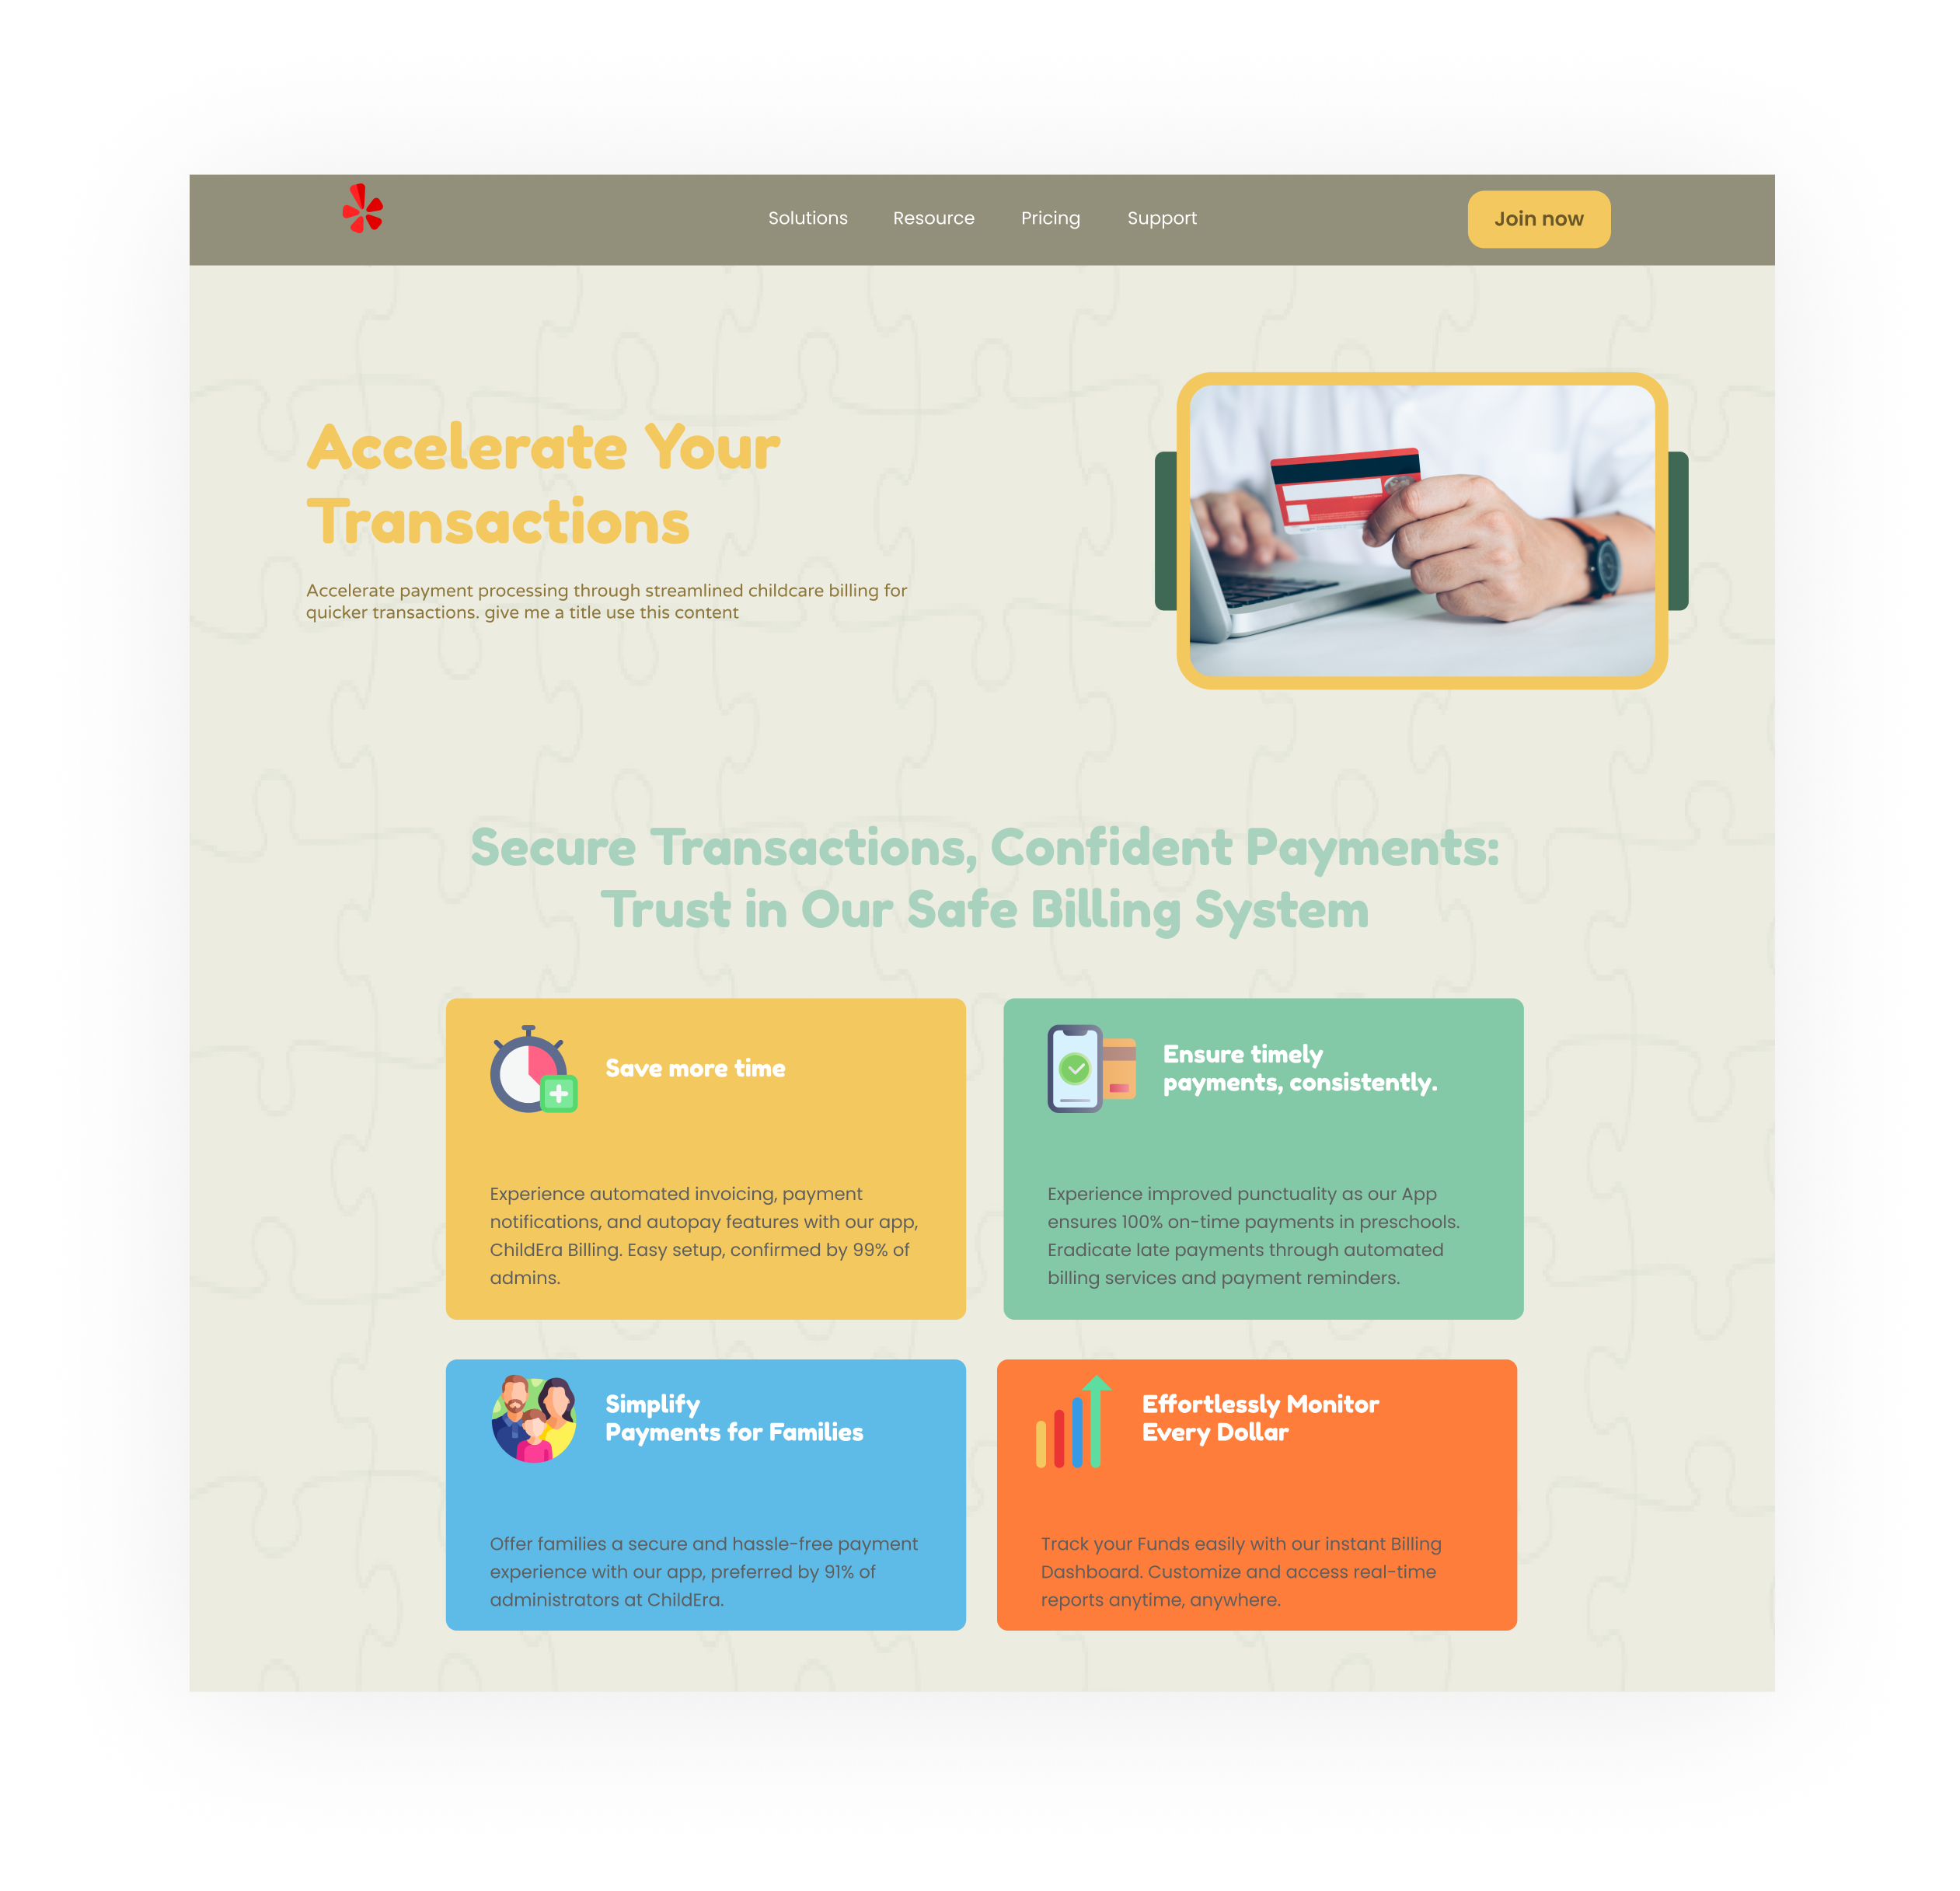 Solutions Resource Pricing Support Join now
Accelerate Your
Transactions
Accelerate payment processing through streamlined childcare billing for
quicker transactions. give me a title use this content
Secure Transactions, Confident Payments:
Trust in Our Safe Billing System
Save more time
Experience automated invoicing, payment
notifications, and autopay features with our app,
ChildEra Billing. Easy setup, confirmed by 99% of
admins.
Ensure timely
payments, consistently.
Experience improved punctuality as our App
ensures 100% on-time payments in preschools.
Eradicate late payments through automated
billing services and payment reminders.
Simplify
Payments for Families
Offer families a secure and hassle-free payment
experience with our app, preferred by 91% of
administrators at ChildEra.
Effortlessly Monitor
Every Dollar
Track your Funds easily with our instant Billing
Dashboard. Customize and access real-time
reports anytime, anywhere.